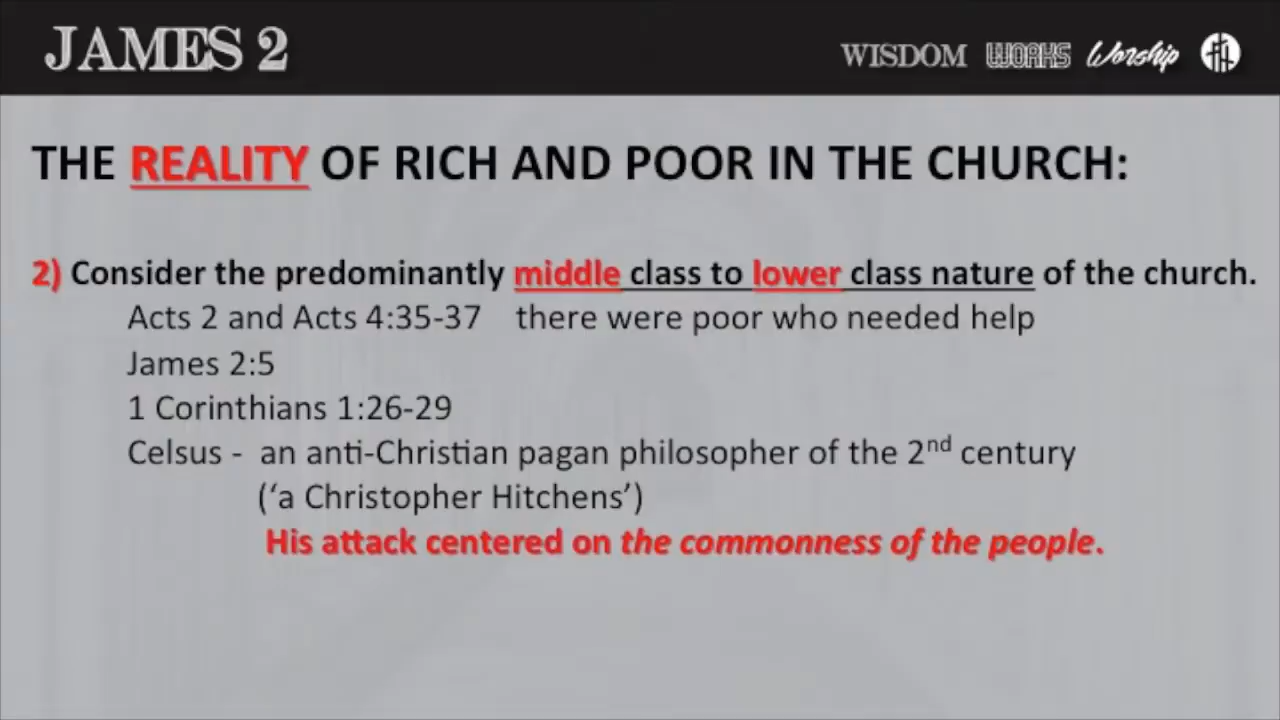 JAMES 2
WISDOM WORKS Worship
THE REALITY OF RICH AND POOR IN THE CHURCH:
2) Consider the predominantly middle class to lower class nature of the church.
Acts 2 and Acts 4:35-37 there were poor who needed help
James 2:5
1 Corinthians 1:26-29
Celsus - an anti-Christian pagan philosopher of the 2nd century
(‘a Christopher Hitchens’)
His attack centered on the commonness of the people.